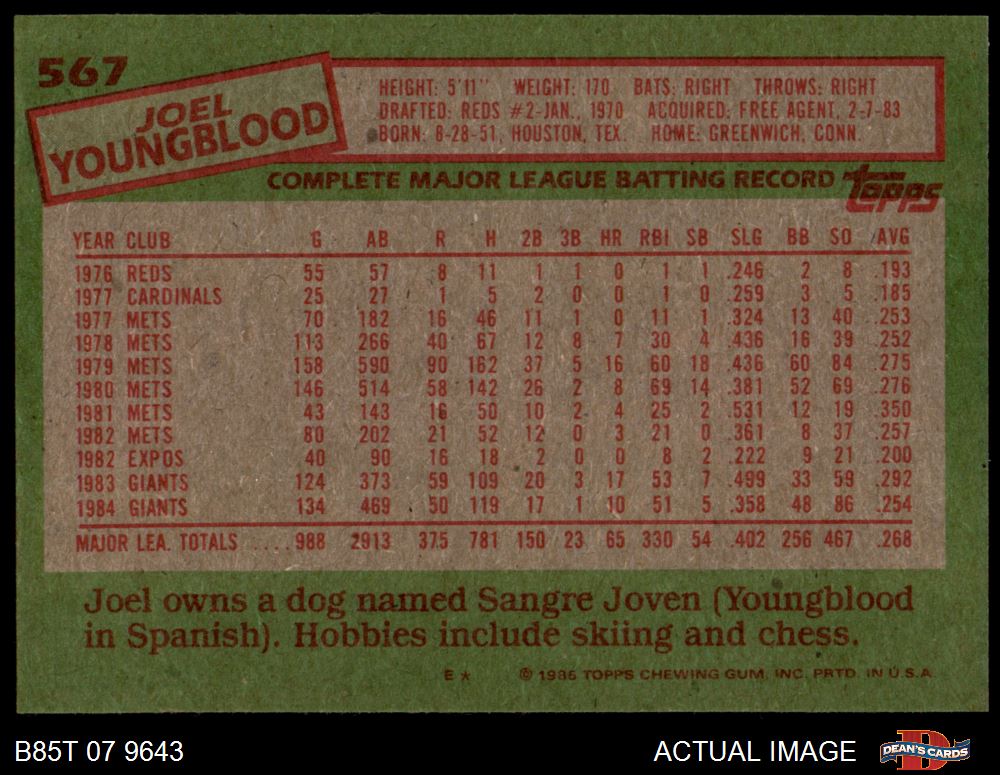 567
JOEL
YOUNGBLOOD
HEIGHT: 5'11" WEIGHT: 170 BATS: RIGHT THROWS: RIGHT
DRAFTED: REDS #2-JAN., 1970 ACQUIRED: FREE AGENT, 2-7-83
BORN: 8-28-51, HOUSTON, TEX. HOME: GREENWICH, CONN.
COMPLETE MAJOR LEAGUE BATTING RECORD topps
YEAR CLUB G AB R H 2B 3B HR RBI SB SLG BB SO AVG
1976 REDS 55 57 8 11 1 1 0 1 1 .246 2 8 .193
1977 CARDINALS 25 27 1 5 2 0 0 1 0 .259 3 5 .185
1977 METS 70 182 16 46 11 1 0 11 1 .324 13 40 .253
1978 METS 113 266 40 67 12 8 7 30 4 .436 16 39 .252
1979 METS 158 590 90 162 37 5 16 60 18 .436 60 84 .275
1980 METS 146 514 58 142 26 2 8 69 14 .381 52 69 .276
1981 METS 43 143 16 50 10 2 4 25 2 .531 12 19 .350
1982 METS 80 202 21 52 12 0 3 21 0 .361 8 37 .257
1982 EXPOS 40 90 16 18 2 0 0 8 2 .222 9 21 .200
1983 GIANTS 124 373 59 109 20 3 17 53 7 .499 33 59 .292
1984 GIANTS 134 469 50 119 17 1 10 51 5 .358 48 86 .254
MAJOR LEA. TOTALS .... 988 2913 375 781 150 23 65 330 54 .402 256 467 .268
Joel owns a dog named Sangre Joven (Youngblood
in Spanish). Hobbies include skiing and chess.
E ★ © 1985 TOPPS CHEWING GUM, INC. PRTD. IN U.S.A.
B85T 07 9643 ACTUAL IMAGE DEAN'S CARDS